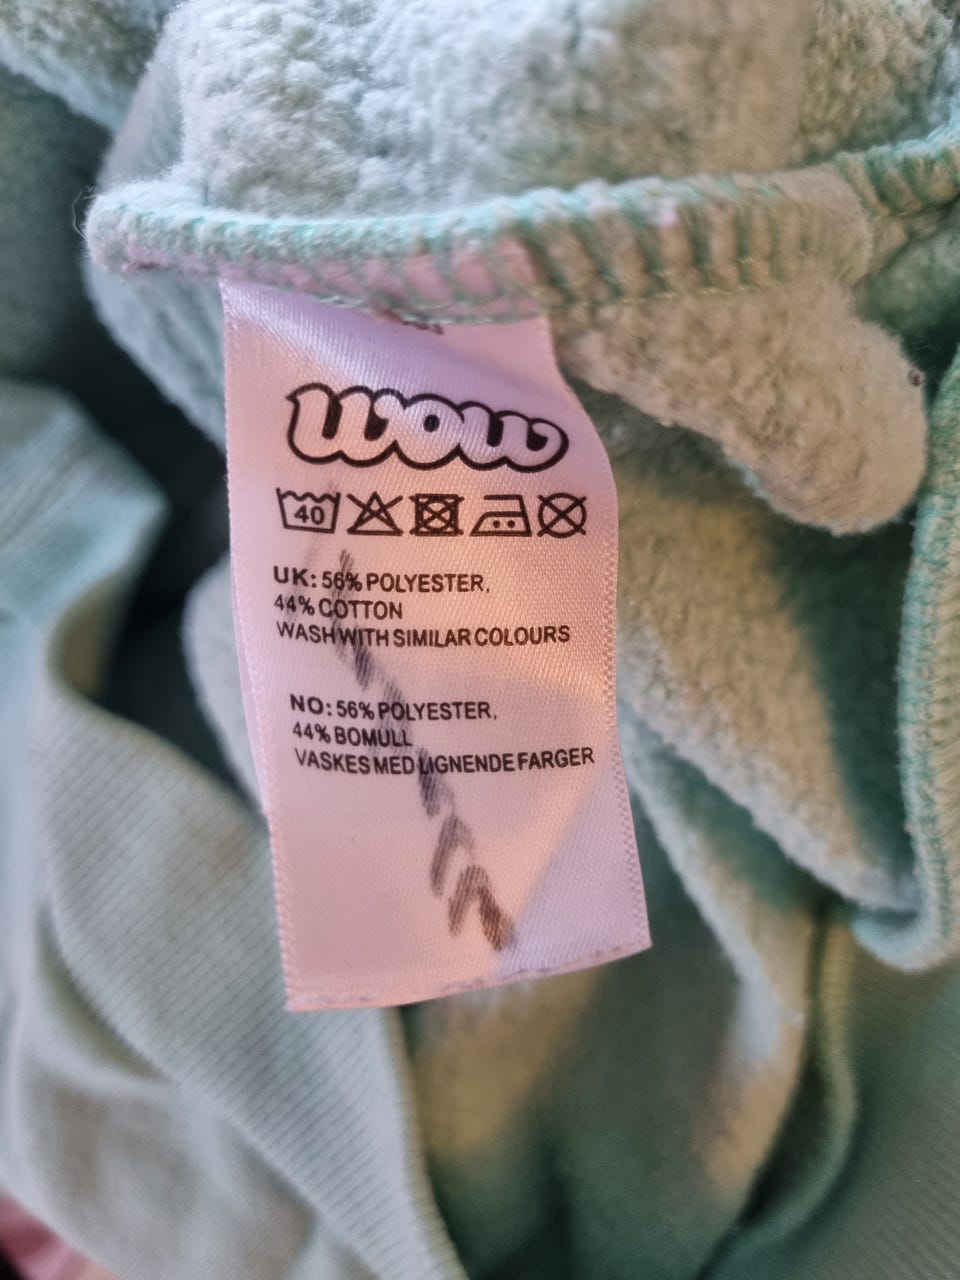 wow
40
UK: 56% POLYESTER,
44% COTTON
WASH WITH SIMILAR COLOURS
NO: 56% POLYESTER,
44% BOMULL
VASKES MED LIGNENDE FARGER